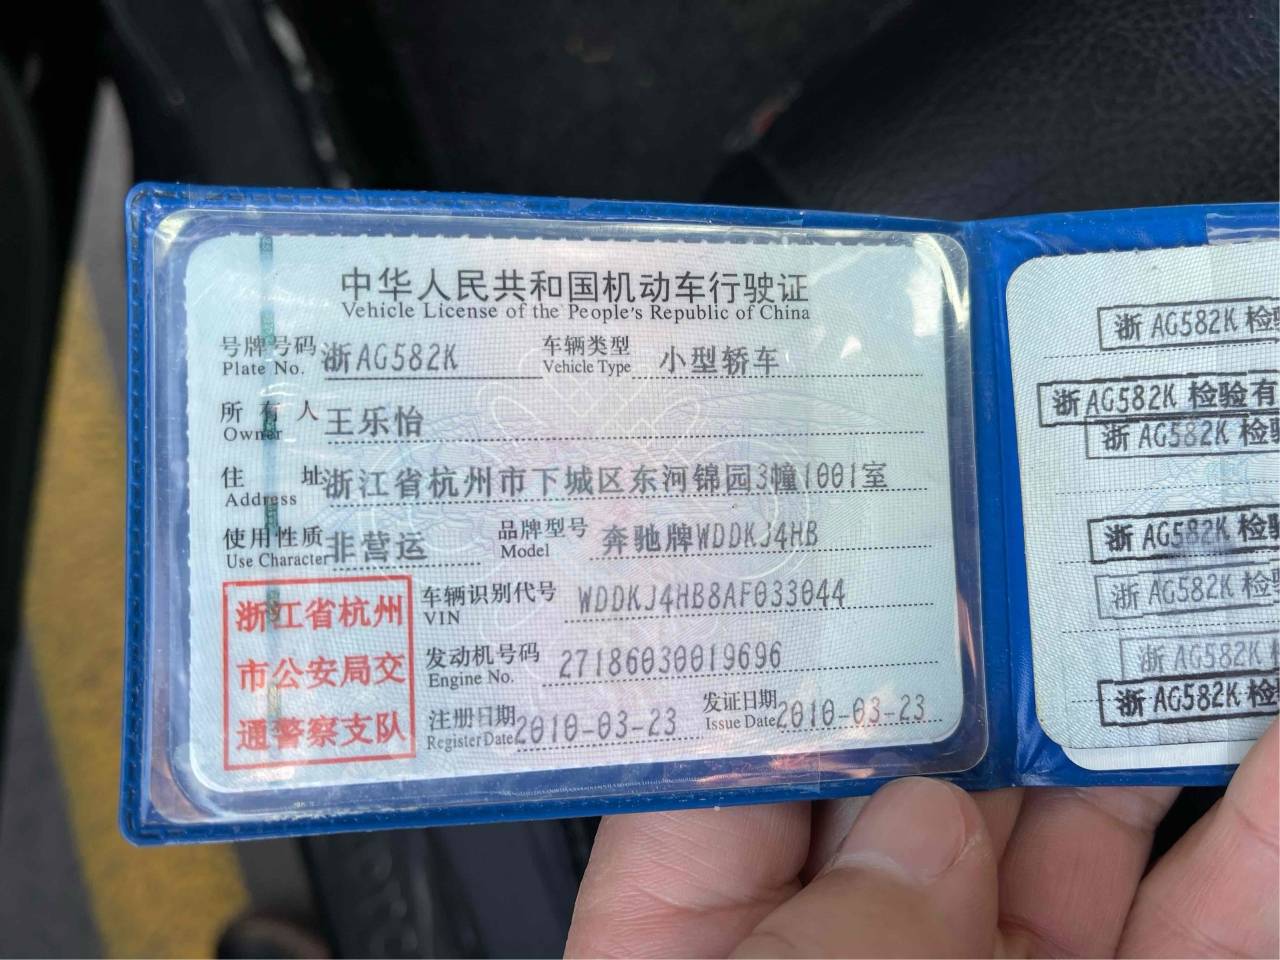 中华人民共和国机动车行驶证
Vehicle License of the People's Republic of China
号牌号码 浙AG582K 车辆类型 小型轿车
Plate No. Vehicle Type
所有人 王乐怡
Owner
住址 浙江省杭州市下城区东河锦园3幢1001室
Address
使用性质 非营运 品牌型号 奔驰牌WDDKJ4HB
Use Character Model
车辆识别代号 WDDKJ4HB8AF033044
VIN
发动机号码 27186030019696
Engine No.
注册日期 2010-03-23 发证日期 2010-03-23
Register Date Issue Date
浙江省杭州
市公安局交
通警察支队
浙AG582K 检验
浙AG582K 检验有
浙AG582K 检验
浙AG582K 检验
浙AG582K 检
浙AG582K
浙AG582K 检